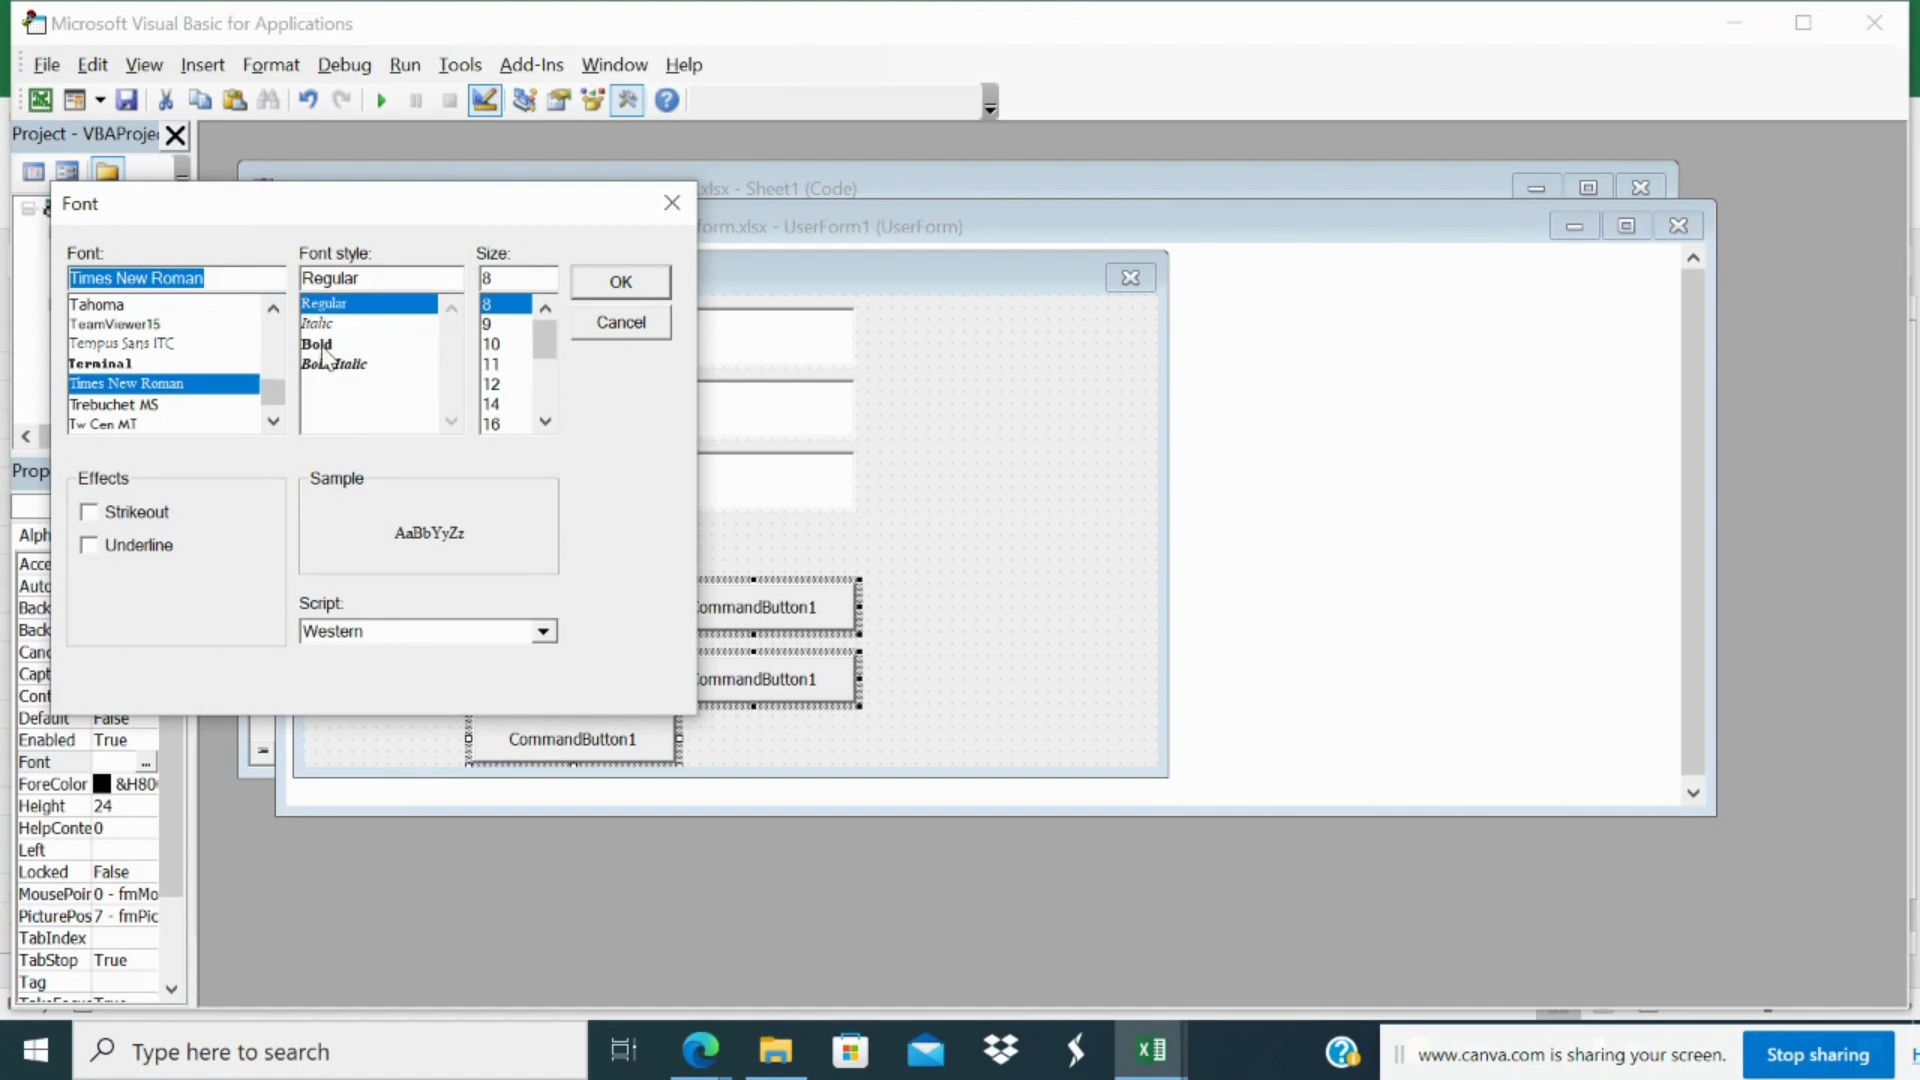 Microsoft Visual Basic for Applications
File Edit View Insert Format Debug Run Tools Add-Ins Window Help
Project - VBAProje
.xlsx - Sheet1 (Code)
Font
form.xlsx - UserForm1 (UserForm)
Font: Font style: Size:
Times New Roman Regular 8 OK
Tahoma Regular 8
TeamViewer15 Italic 9 Cancel
Tempus Sans ITC Bold 10
Terminal Bold Italic 11
Times New Roman 12
Trebuchet MS 14
Tw Cen MT 16
Prop
Effects Sample
Strikeout
AaBbYyZz
Alph
Underline
Acce
Auto
Back
Script:
CommandButton1
Back
Western
Canc
Capt
CommandButton1
Cont
Default False
Enabled True
CommandButton1
Font ...
ForeColor &H80
Height 24
HelpConte 0
Left
Locked False
MousePoin 0 - fmMo
PicturePos 7 - fmPic
TabIndex
TabStop True
Tag
Type here to search
www.canva.com is sharing your screen. Stop sharing